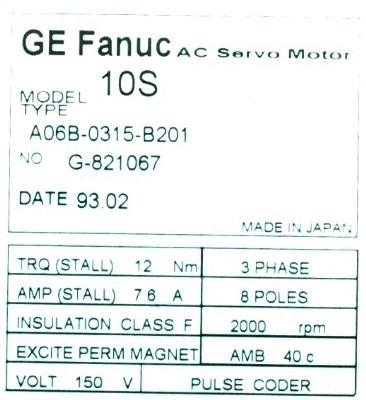 GE Fanuc AC Servo Motor
MODEL 10S
TYPE
A06B-0315-B201
NO G-821067
DATE 93.02
MADE IN JAPAN
TRQ (STALL) 12 Nm 3 PHASE
AMP (STALL) 7 6 A 8 POLES
INSULATION CLASS F 2000 rpm
EXCITE PERM MAGNET AMB 40 c
VOLT 150 V PULSE CODER